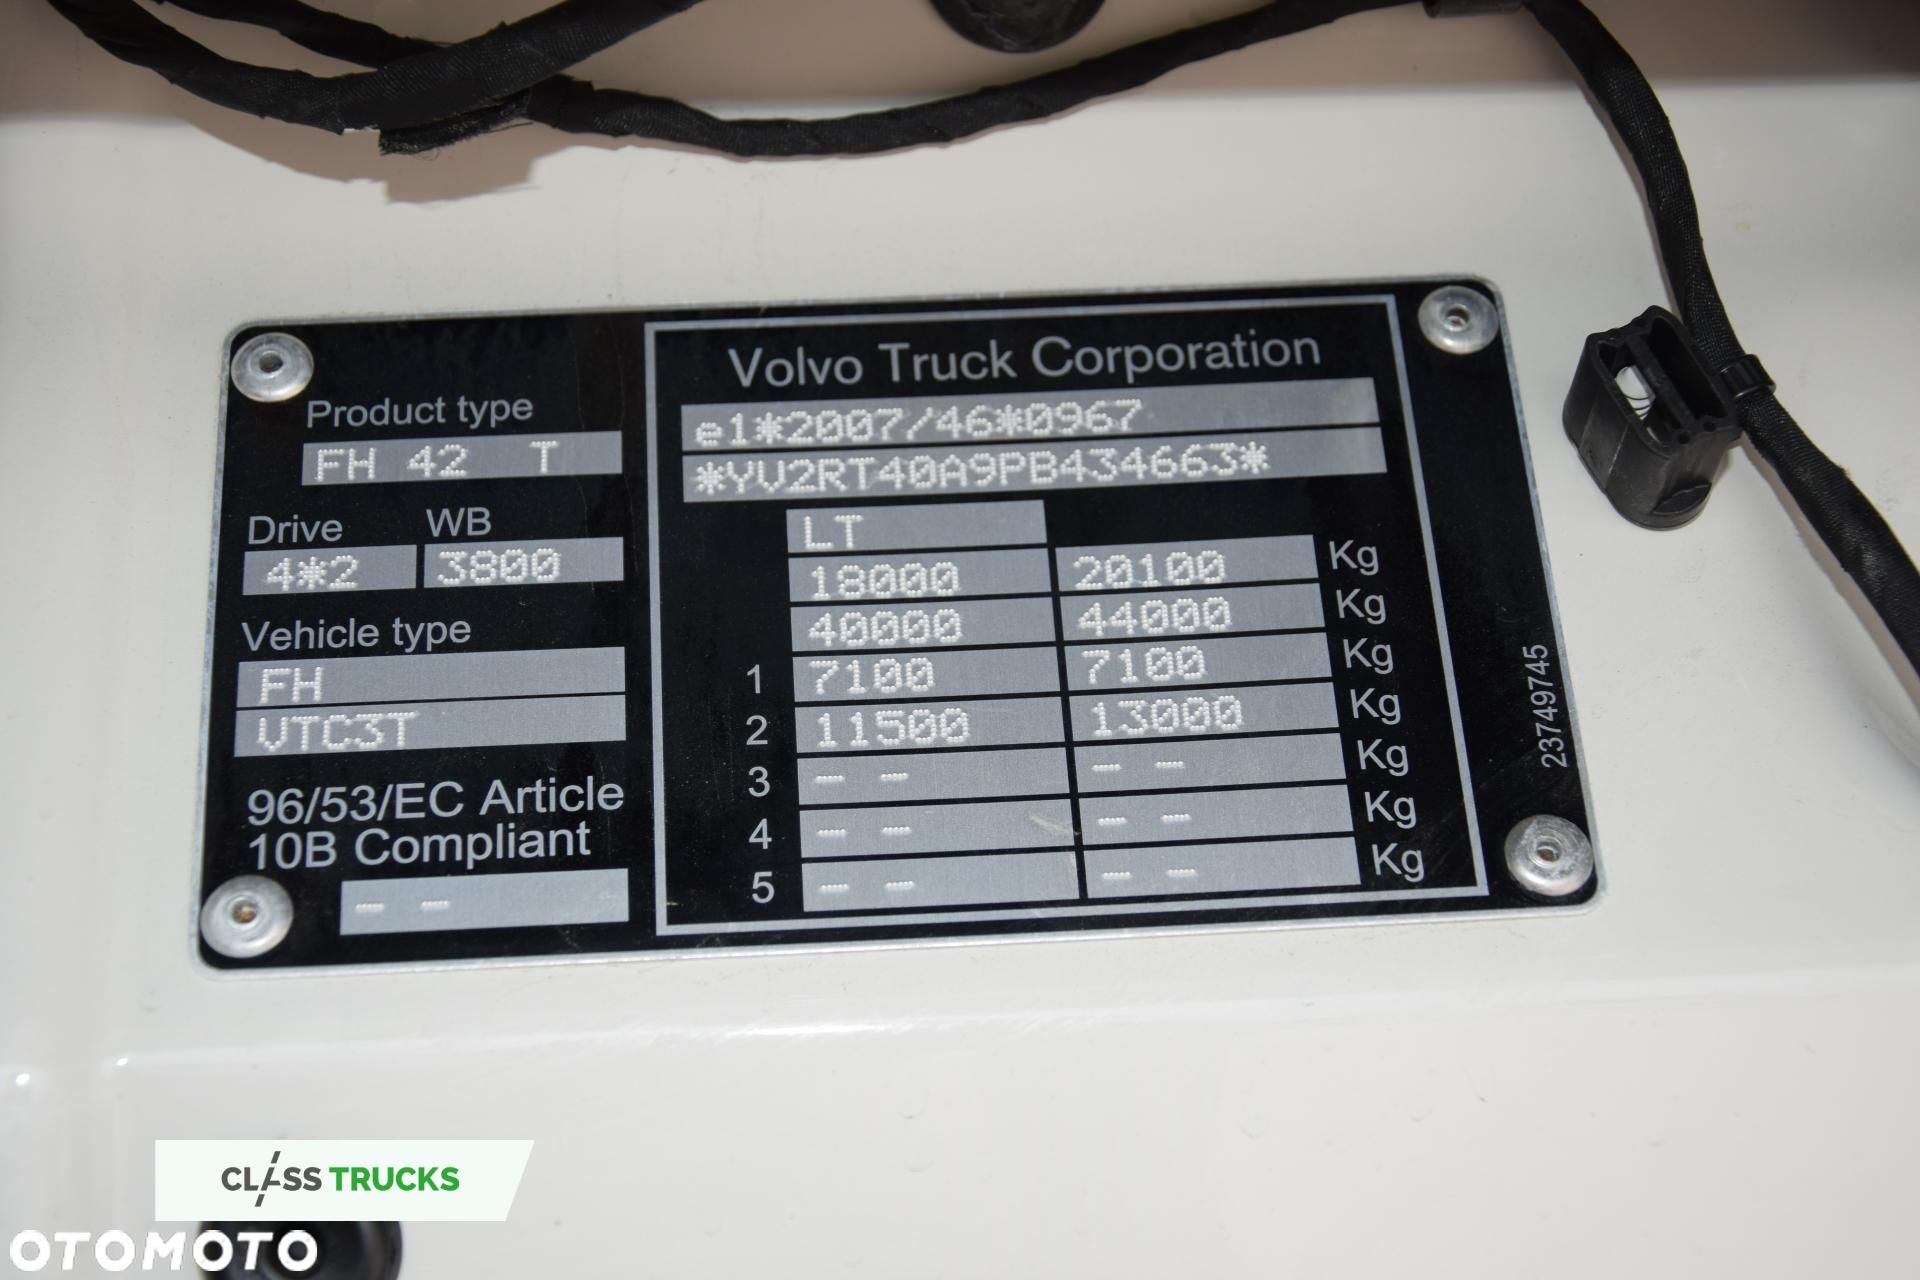 Product type
FH 42 T
Drive WB
4*2 3800
Vehicle type
FH
VTC3T
96/53/EC Article
10B Compliant
-- --
Volvo Truck Corporation
e1*2007/46*0967
*YV2RT40A9PB434663*
LT
18000 20100 Kg
40000 44000 Kg
1 7100 7100 Kg
2 11500 13000 Kg
3 -- -- -- -- Kg
4 -- -- -- -- Kg
5 -- -- -- -- Kg
23749745
CLASS TRUCKS
OTOMOTO